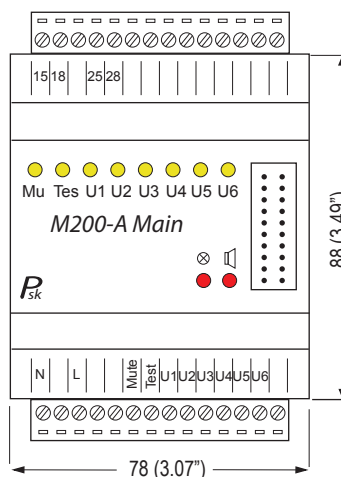 15 18 25 28
Mu Tes U1 U2 U3 U4 U5 U6
M200-A Main
Psk
N L Mute Test U1 U2 U3 U4 U5 U6
88 (3.49")
78 (3.07")